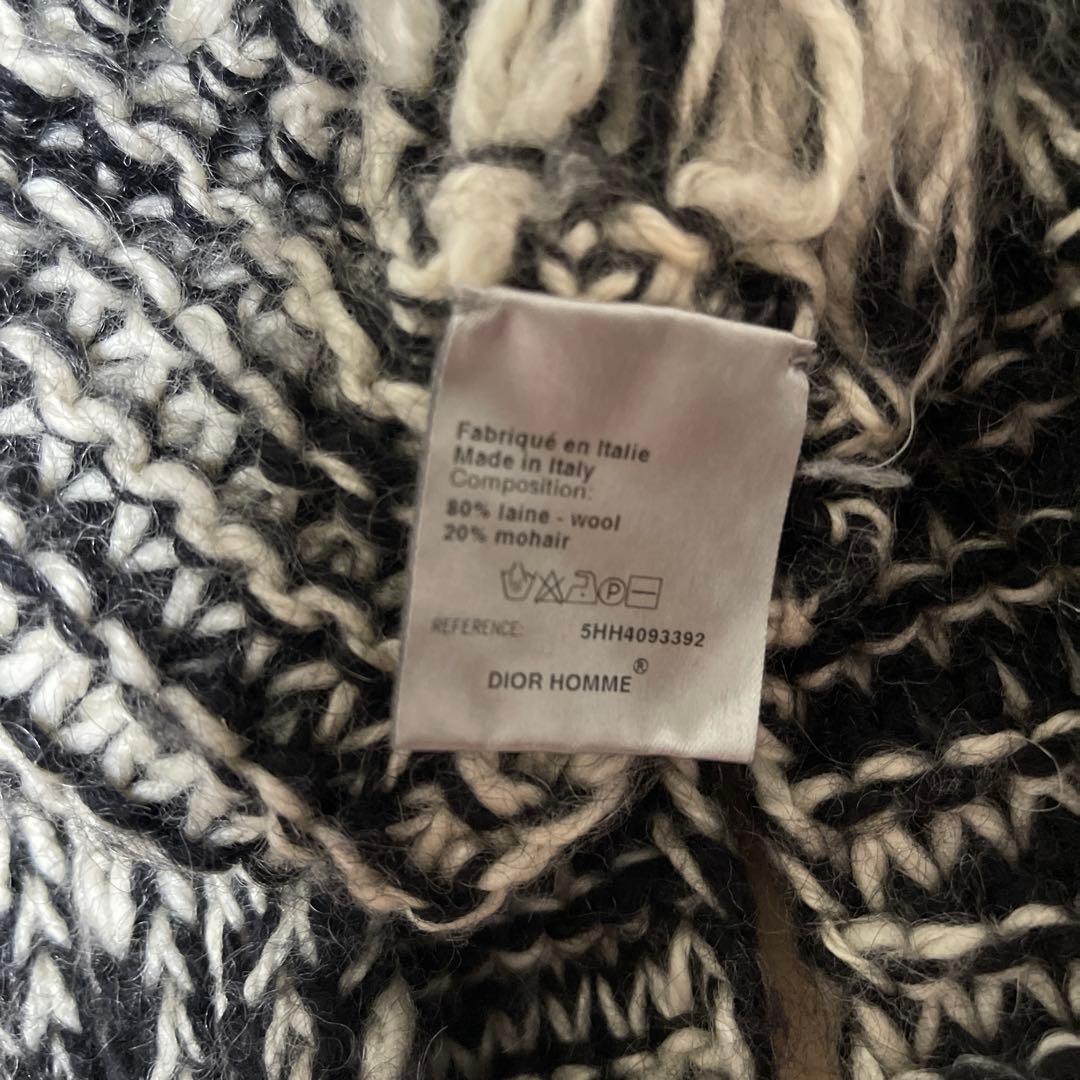 Fabriqué en Italie
Made in Italy
Composition:
80% laine - wool
20% mohair
P
REFERENCE: 5HH4093392
DIOR HOMME®